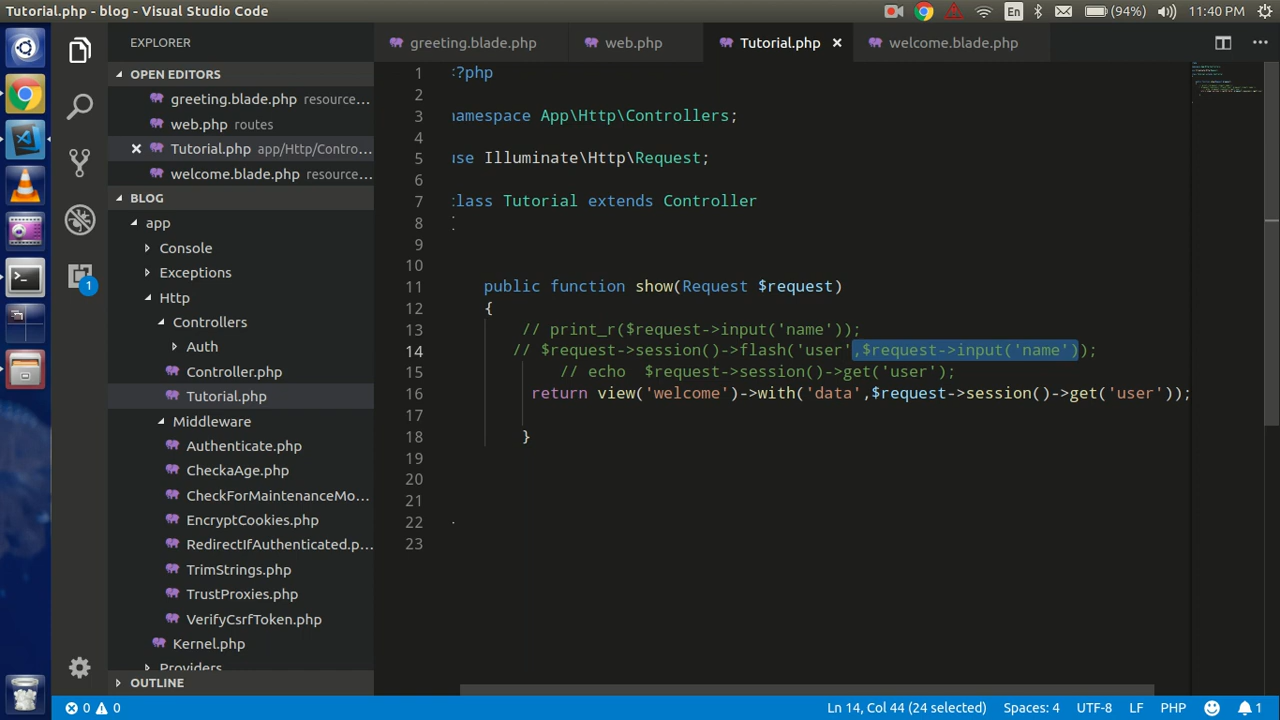 Tutorial.php - blog - Visual Studio Code
En
(94%)
11:40 PM
EXPLORER
greeting.blade.php
web.php
Tutorial.php
welcome.blade.php
OPEN EDITORS
greeting.blade.php resource...
web.php routes
Tutorial.php app/Http/Contro...
welcome.blade.php resource...
BLOG
app
Console
Exceptions
Http
Controllers
Auth
Controller.php
Tutorial.php
Middleware
Authenticate.php
CheckaAge.php
CheckForMaintenanceMo...
EncryptCookies.php
RedirectIfAuthenticated.p...
TrimStrings.php
TrustProxies.php
VerifyCsrfToken.php
Kernel.php
Providers
OUTLINE
1
1 ?php
2
3 amespace App\Http\Controllers;
4
5 se Illuminate\Http\Request;
6
7 lass Tutorial extends Controller
8
9
10
11 public function show(Request $request)
12 {
13 // print_r($request->input('name'));
14 // $request->session()->flash('user',$request->input('name'));
15 // echo  $request->session()->get('user');
16 return view('welcome')->with('data',$request->session()->get('user'));
17
18 }
19
20
21
22
23
0 0
Ln 14, Col 44 (24 selected)
Spaces: 4
UTF-8
LF
PHP
1